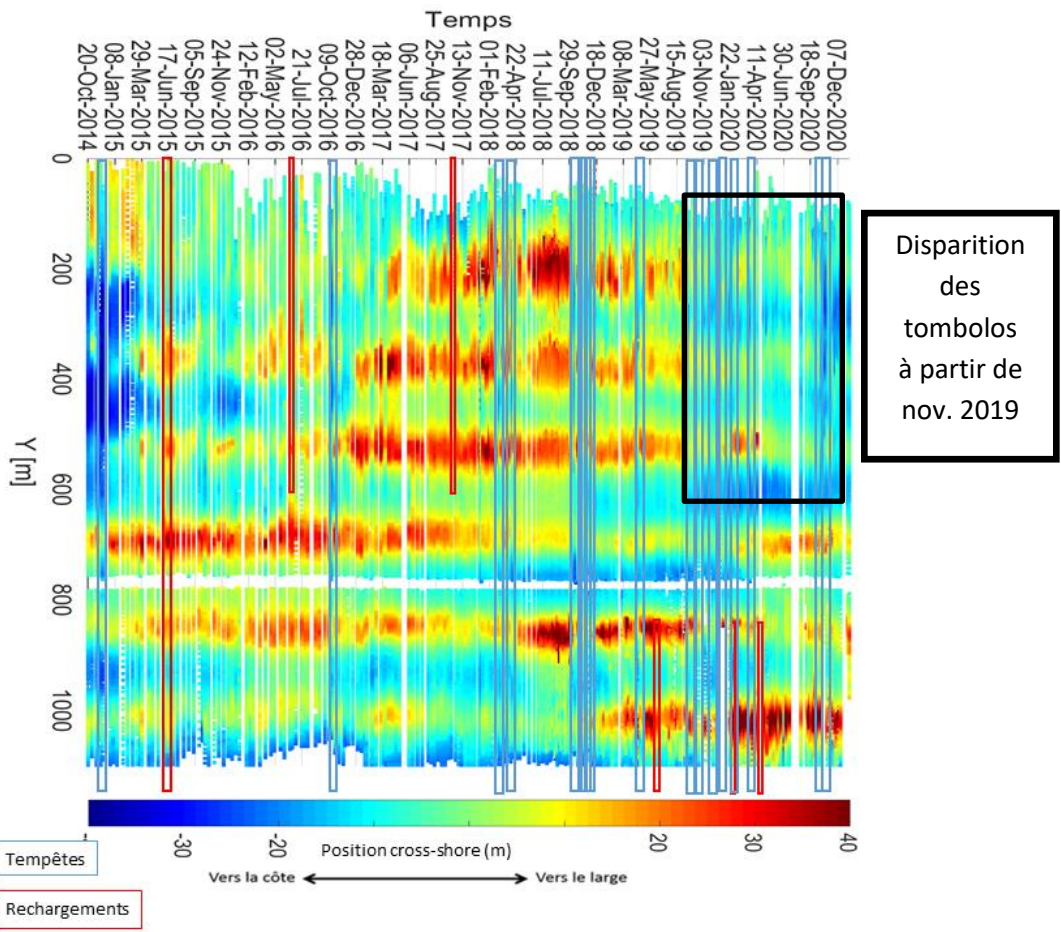 Temps
20-Oct-2014
08-Jan-2015
29-Mar-2015
17-Jun-2015
05-Sep-2015
24-Nov-2015
12-Feb-2016
02-May-2016
21-Jul-2016
09-Oct-2016
28-Dec-2016
18-Mar-2017
06-Jun-2017
25-Aug-2017
13-Nov-2017
01-Feb-2018
22-Apr-2018
11-Jul-2018
29-Sep-2018
18-Dec-2018
08-Mar-2019
27-May-2019
15-Aug-2019
03-Nov-2019
22-Jan-2020
11-Apr-2020
30-Jun-2020
18-Sep-2020
07-Dec-2020
0
200
400
600
800
1000
Y [m]
Disparition
des
tombolos
à partir de
nov. 2019
-30
-20
20
30
40
Position cross-shore (m)
Vers la côte
Vers le large
Tempêtes
Rechargements